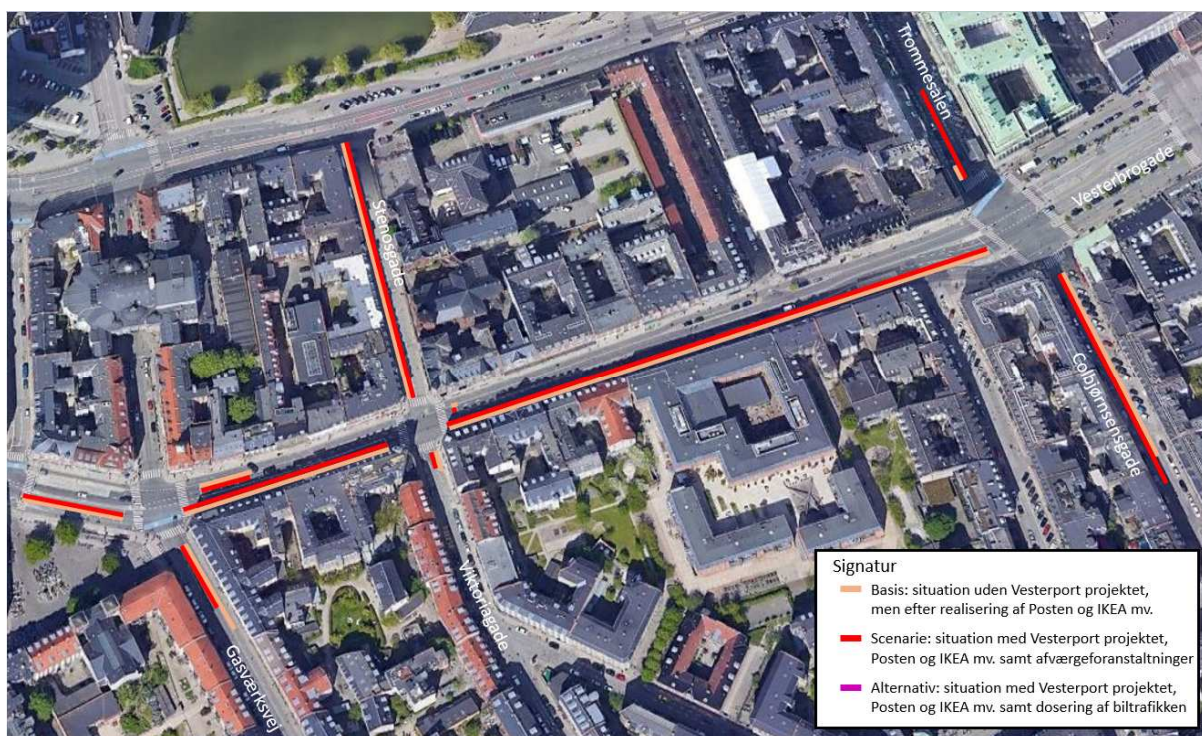 Trommesalen
Vesterbrogade
Stenosgade
Colbjørnsensgade
Viktoriagade
Gasværksvej
Signatur
Basis: situation uden Vesterport projektet,
men efter realisering af Posten og IKEA mv.
Scenarie: situation med Vesterport projektet,
Posten og IKEA mv. samt afværgeforanstaltninger
Alternativ: situation med Vesterport projektet,
Posten og IKEA mv. samt dosering af biltrafikken